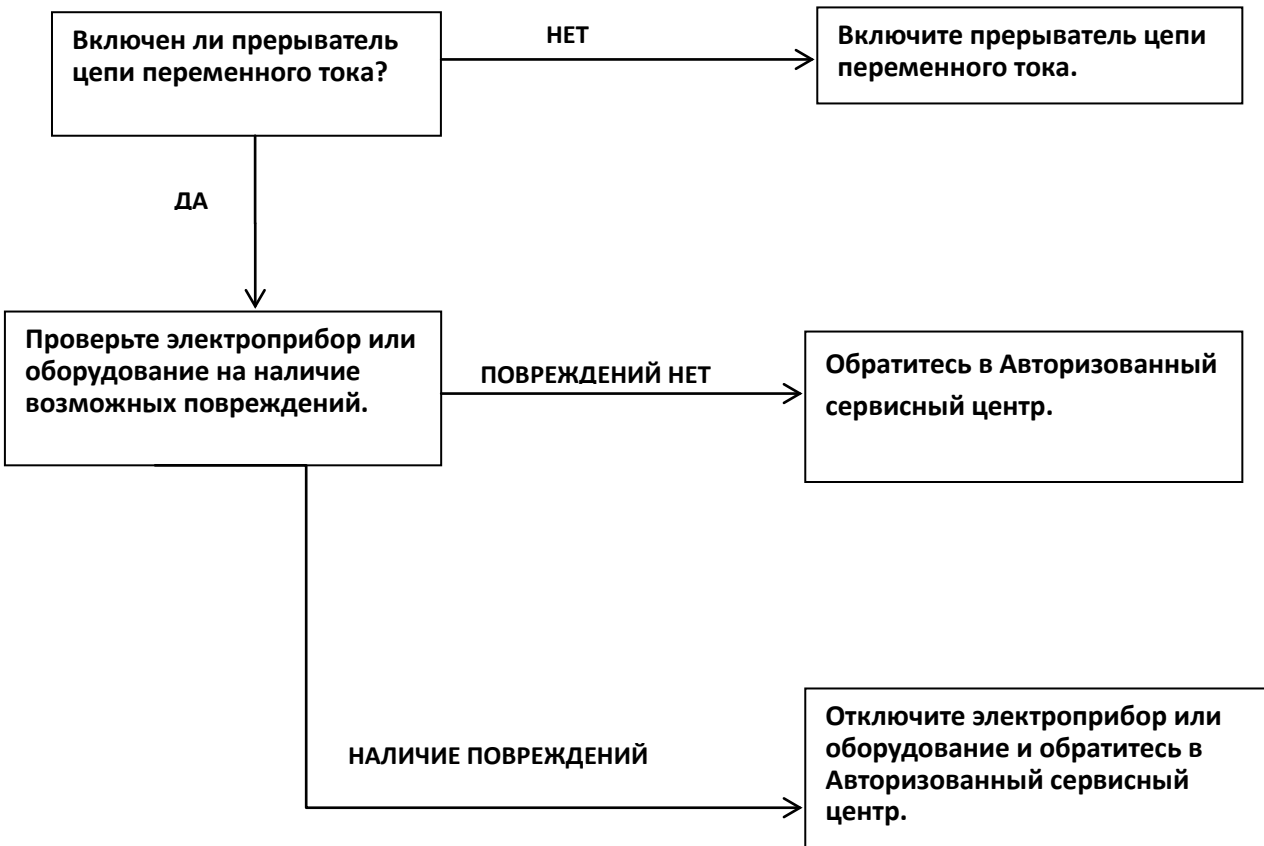 Включен ли прерыватель
цепи переменного тока?
НЕТ
Включите прерыватель цепи
переменного тока.
ДА
Проверьте электроприбор или
оборудование на наличие
возможных повреждений.
ПОВРЕЖДЕНИЙ НЕТ
Обратитесь в Авторизованный
сервисный центр.
НАЛИЧИЕ ПОВРЕЖДЕНИЙ
Отключите электроприбор или
оборудование и обратитесь в
Авторизованный сервисный
центр.